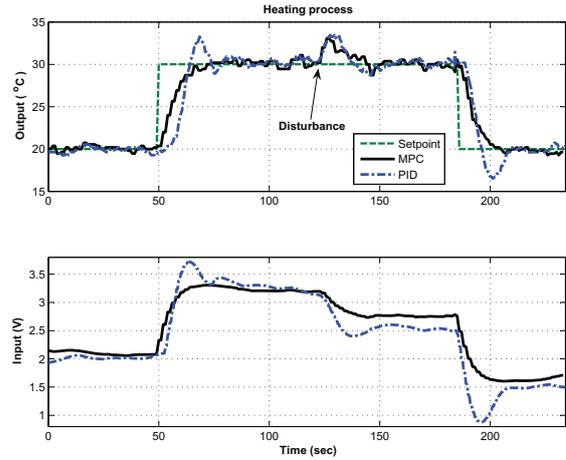 Heating process
Output (°C)
35
30
25
20
15
Disturbance
Setpoint
MPC
PID
0
50
100
150
200
Input (V)
3.5
3
2.5
2
1.5
1
0
50
100
150
200
Time (sec)